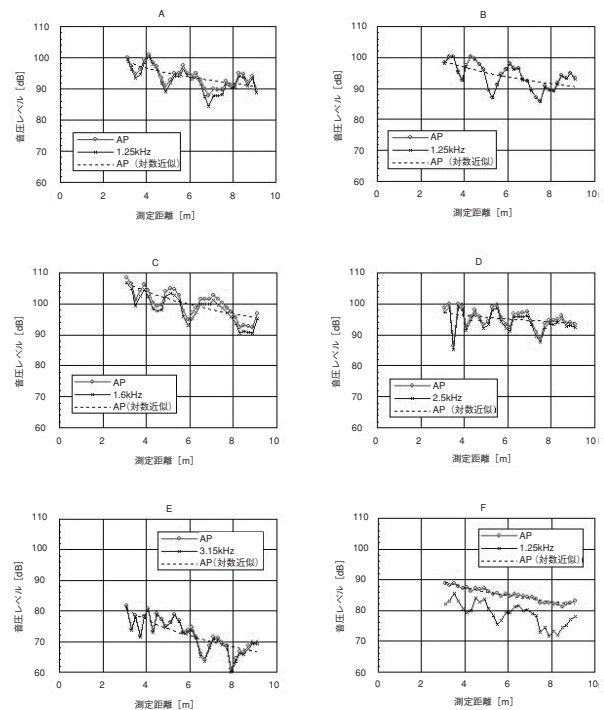 A
音圧レベル [dB]
110
100
90
80
70
60
AP
1.25kHz
AP（対数近似）
0 2 4 6 8 10
測定距離 [m]
B
音圧レベル [dB]
110
100
90
80
70
60
AP
1.25kHz
AP（対数近似）
0 2 4 6 8 10
測定距離 [m]
C
音圧レベル [dB]
110
100
90
80
70
60
AP
1.6kHz
AP(対数近似)
0 2 4 6 8 10
測定距離 [m]
D
音圧レベル [dB]
110
100
90
80
70
60
AP
2.5kHz
AP（対数近似）
0 2 4 6 8 10
測定距離 [m]
E
音圧レベル [dB]
110
100
90
80
70
60
AP
3.15kHz
AP(対数近似)
0 2 4 6 8 10
測定距離 [m]
F
音圧レベル [dB]
110
100
90
80
70
60
AP
1.25kHz
AP（対数近似）
0 2 4 6 8 10
測定距離 [m]